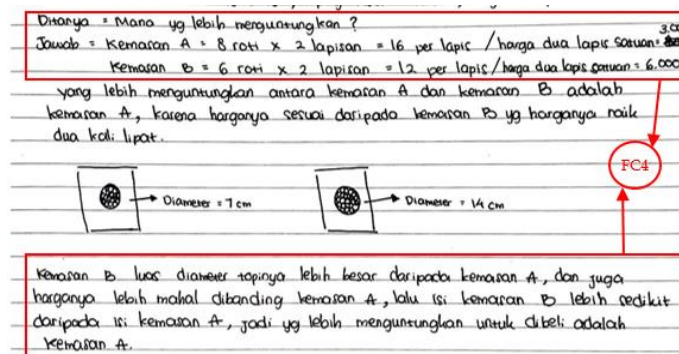 Ditanya = Mana yg lebih menguntungkan ?
Jawab = Kemasan A = 8 roti x 2 lapisan = 16 per lapis / harga dua lapis satuan =
Kemasan B = 6 roti x 2 lapisan = 12 per lapis / harga dua lapis satuan = 6.000
yang lebih menguntungkan antara kemasan A dan kemasan B adalah
kemasan A, karena harganya sesuai daripada kemasan B yg harganya naik
dua kali lipat.
FC4
Diameter = 7 cm
Diameter = 14 cm
Kemasan B luas diameter topinya lebih besar daripada kemasan A, dan juga
harganya lebih mahal dibanding kemasan A, lalu isi kemasan B lebih sedikit
daripada isi kemasan A, jadi yg lebih menguntungkan untuk dibeli adalah
Kemasan A.